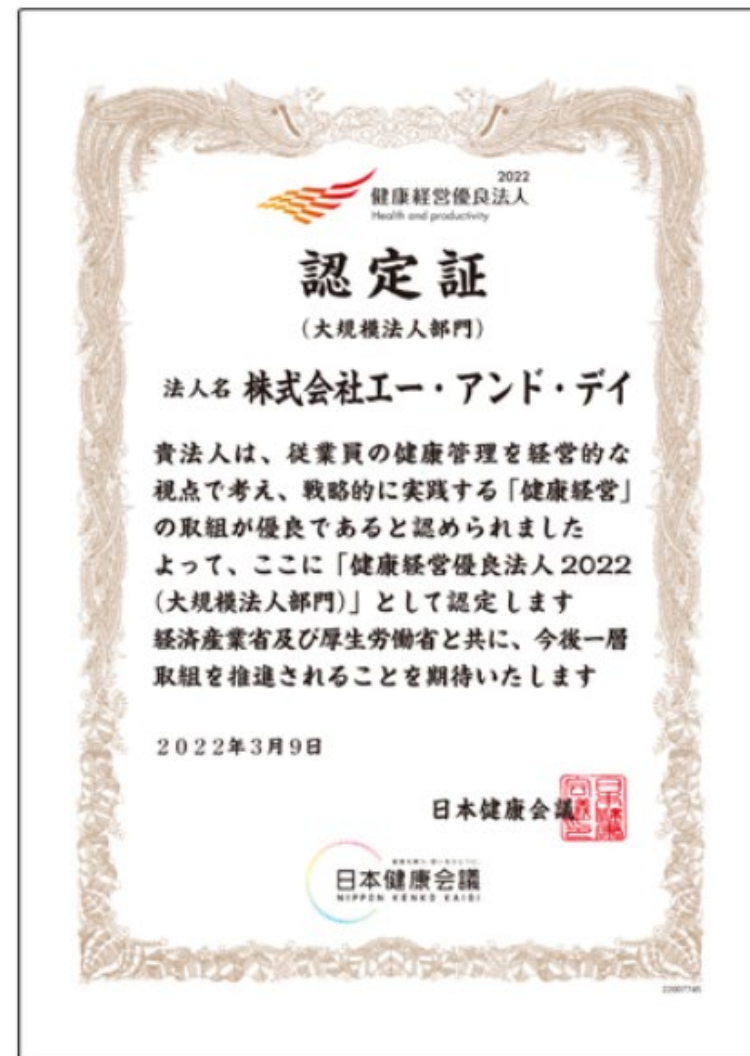 2022
健康経営優良法人
Health and productivity
認定証
（大規模法人部門）
法人名 株式会社エー・アンド・デイ
貴法人は、従業員の健康管理を経営的な
視点で考え、戦略的に実践する「健康経営」
の取組が優良であると認められました
よって、ここに「健康経営優良法人2022
（大規模法人部門）」として認定します
経済産業省及び厚生労働省と共に、今後一層
取組を推進されることを期待いたします
2022年3月9日
日本健康会議
日本健康会議
NIPPON KENKO KAIGI
22007745